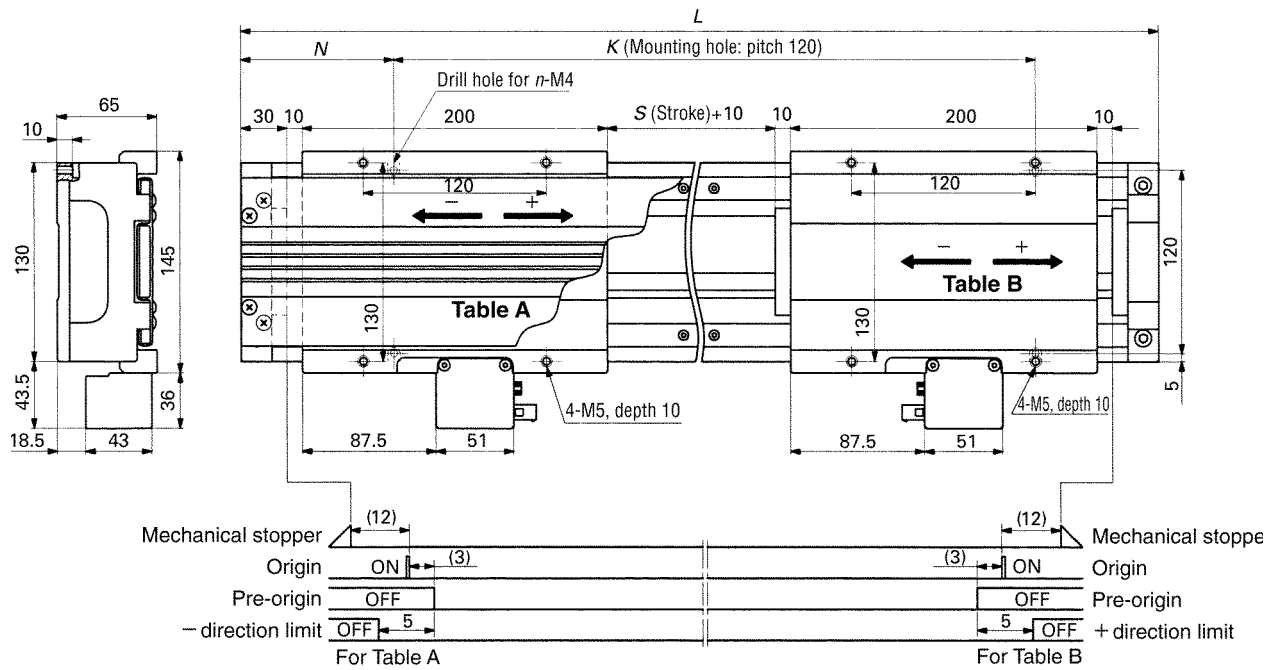 L
N
K (Mounting hole: pitch 120)
Drill hole for n-M4
65
30
10
200
S (Stroke)+10
10
200
10
10
120
120
− +
− +
130
145
Table A
Table B
130
130
120
43.5
36
5
4-M5, depth 10
4-M5, depth 10
18.5
43
87.5
51
87.5
51
(12)
(12)
Mechanical stopper
Mechanical stoppe
(3)
(3)
Origin
ON
ON
Origin
Pre-origin
OFF
OFF
Pre-origin
− direction limit
OFF
5
5
OFF
+ direction limit
For Table A
For Table B